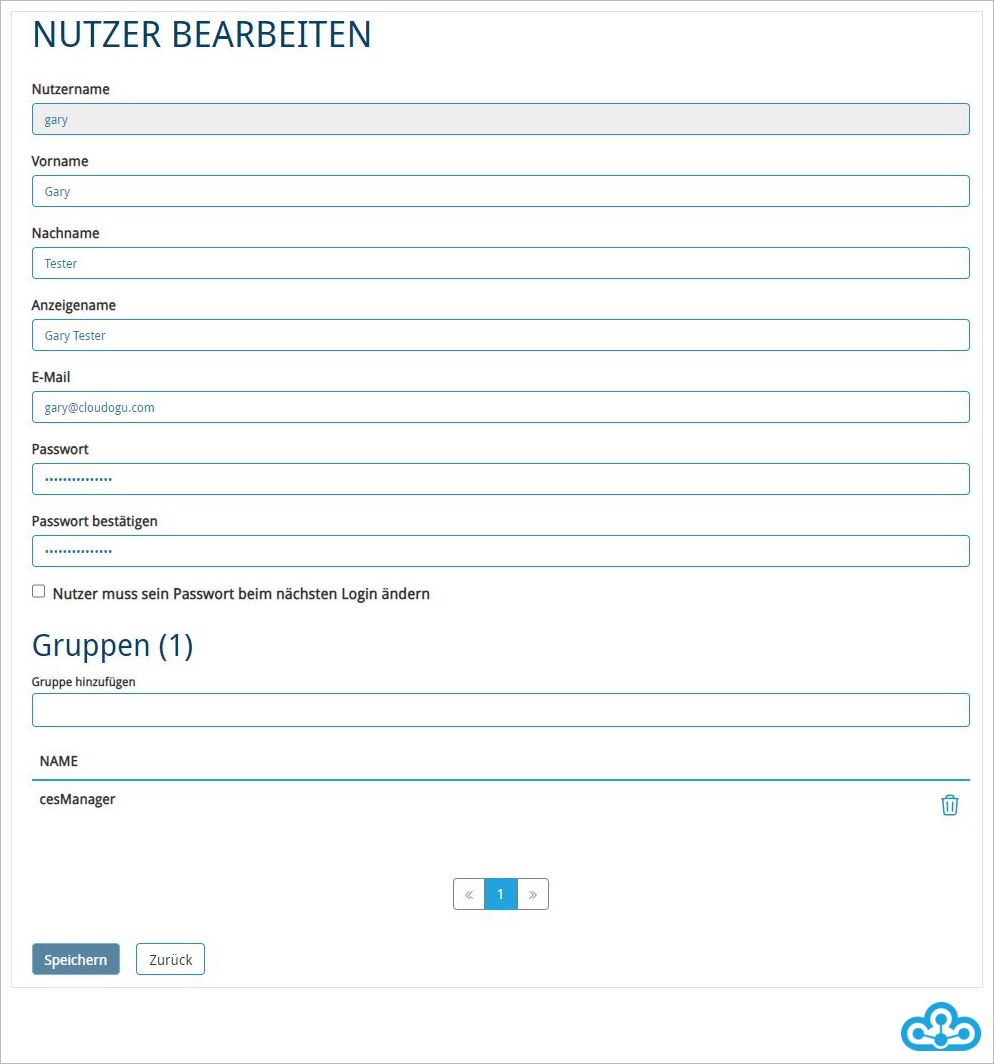 NUTZER BEARBEITEN
Nutzername
gary
Vorname
Gary
Nachname
Tester
Anzeigename
Gary Tester
E-Mail
gary@cloudogu.com
Passwort
•••••••••••••••
Passwort bestätigen
•••••••••••••••
Nutzer muss sein Passwort beim nächsten Login ändern
Gruppen (1)
Gruppe hinzufügen
NAME
cesManager
« 1 »
Speichern Zurück